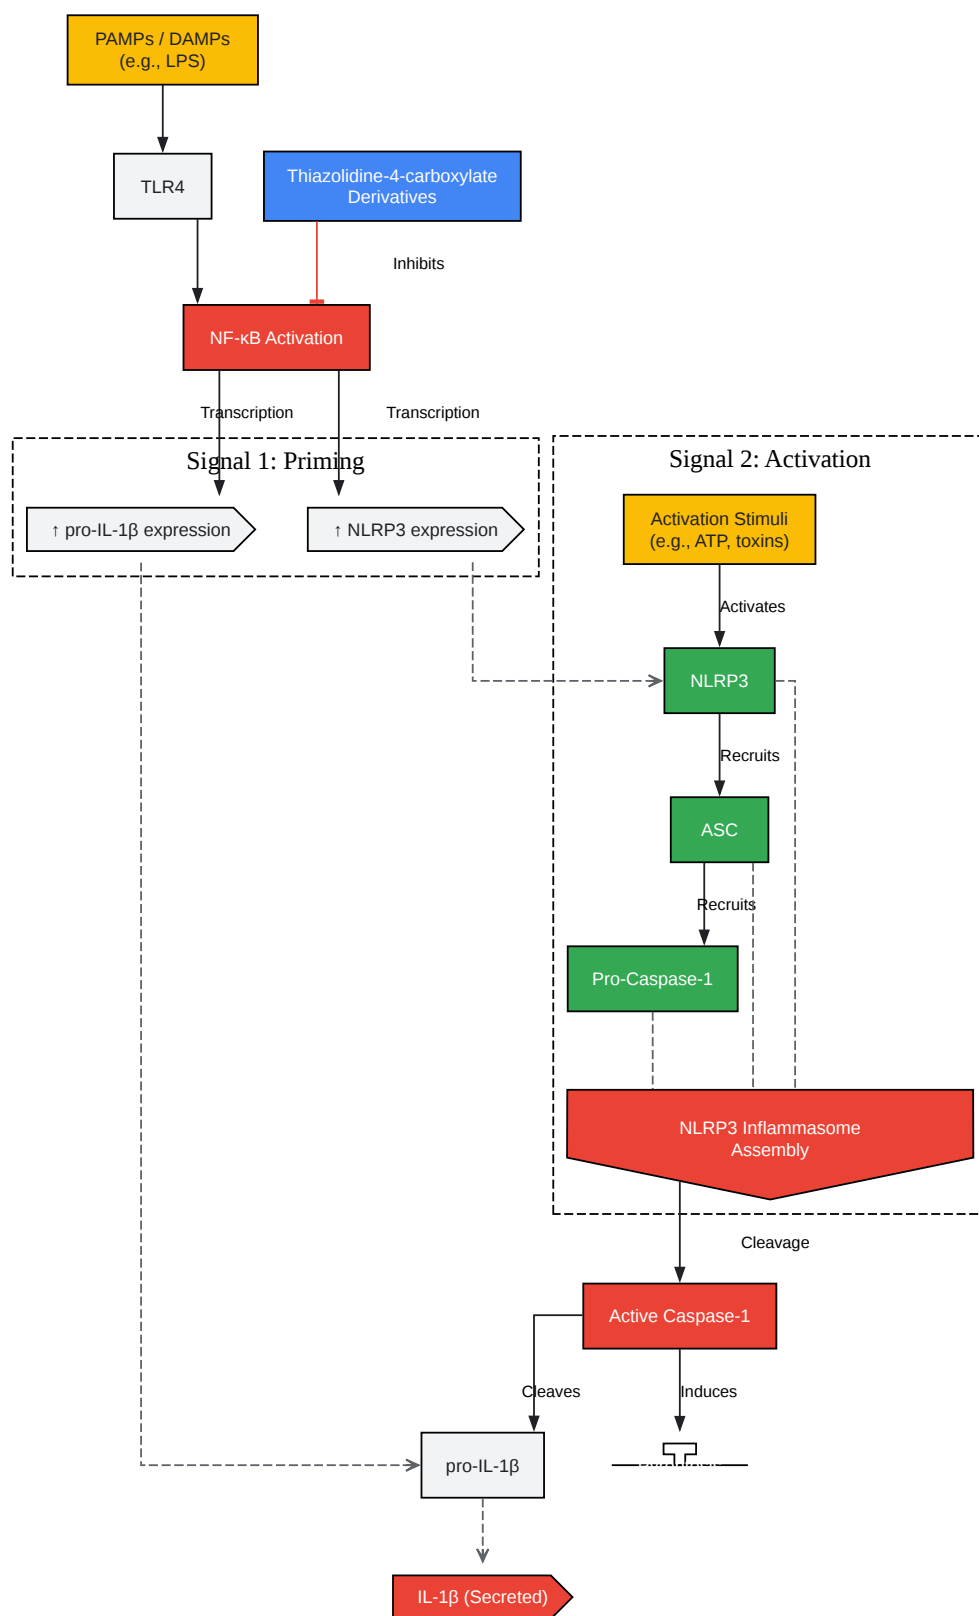 PAMPs / DAMPs
(e.g., LPS)
TLR4
Thiazolidine-4-carboxylate
Derivatives
Inhibits
NF-κB Activation
Transcription
Transcription
Signal 1: Priming
↑ pro-IL-1β expression
↑ NLRP3 expression
Signal 2: Activation
Activation Stimuli
(e.g., ATP, toxins)
Activates
NLRP3
Recruits
ASC
Recruits
Pro-Caspase-1
NLRP3 Inflammasome
Assembly
Cleavage
Active Caspase-1
Cleaves
Induces
pro-IL-1β
IL-1β (Secreted)